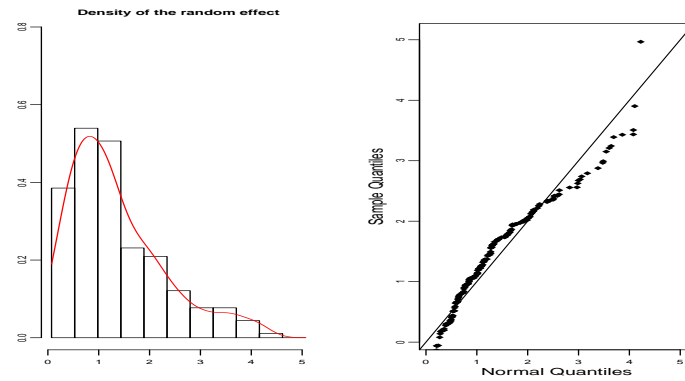 Density of the random effect
0.8
0.6
0.4
0.2
0.0
0 1 2 3 4 5
Sample Quantiles
5
4
3
2
1
0
0 1 2 3 4 5
Normal Quantiles